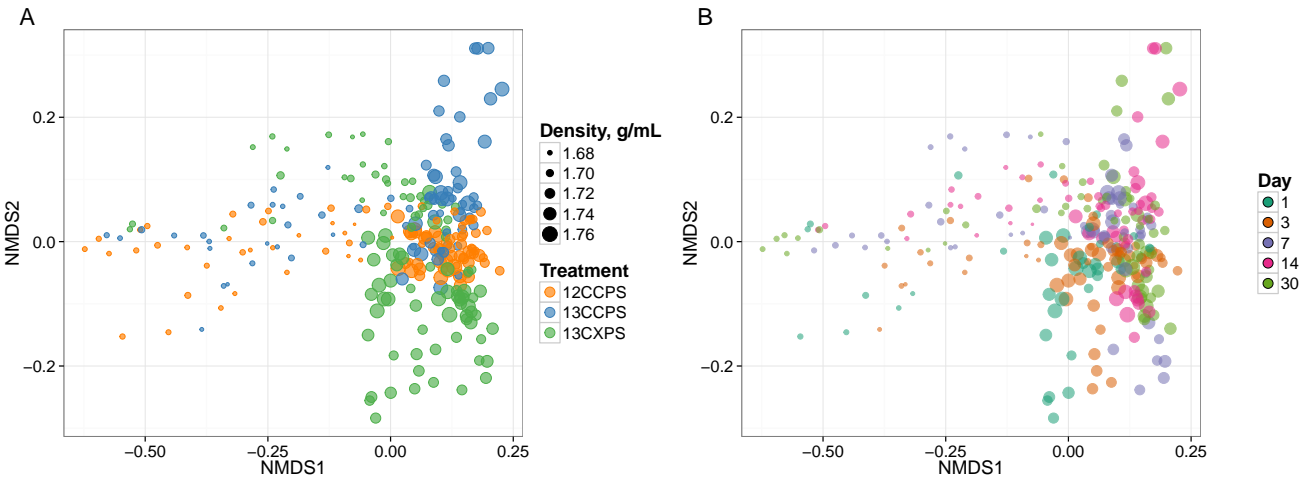 A
0.2
0.0
−0.2
NMDS2
−0.50
−0.25
0.00
0.25
NMDS1
Density, g/mL
1.68
1.70
1.72
1.74
1.76
Treatment
12CCPS
13CCPS
13CXPS
B
0.2
0.0
−0.2
NMDS2
−0.50
−0.25
0.00
0.25
NMDS1
Day
1
3
7
14
30